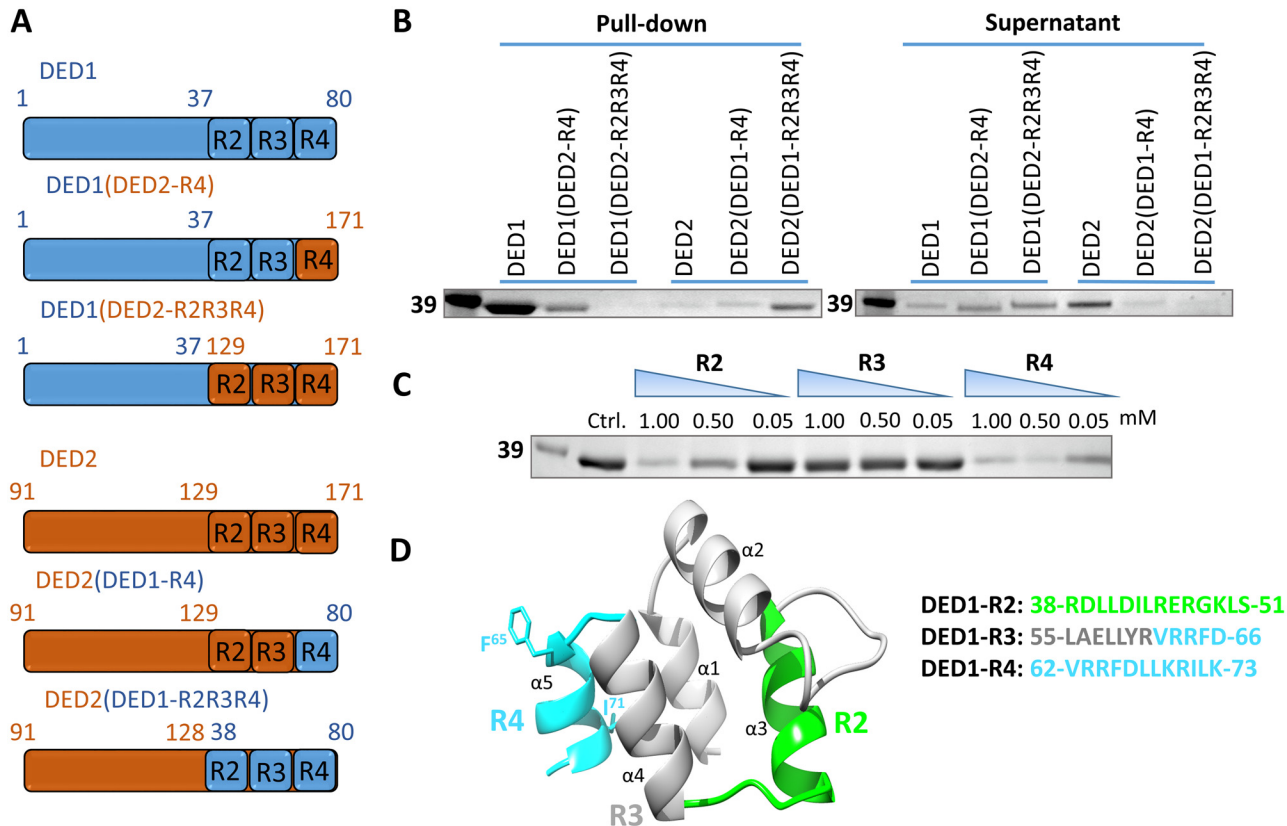 A
DED1
1 37 80
R2 R3 R4
DED1(DED2-R4)
1 37 171
R2 R3 R4
DED1(DED2-R2R3R4)
1 37 129 171
R2 R3 R4
DED2
91 129 171
R2 R3 R4
DED2(DED1-R4)
91 129 80
R2 R3 R4
DED2(DED1-R2R3R4)
91 128 38 80
R2 R3 R4
B
Pull-down
DED1
DED1(DED2-R4)
DED1(DED2-R2R3R4)
DED2
DED2(DED1-R4)
DED2(DED1-R2R3R4)
39
Supernatant
DED1
DED1(DED2-R4)
DED1(DED2-R2R3R4)
DED2
DED2(DED1-R4)
DED2(DED1-R2R3R4)
39
C
R2 R3 R4
Ctrl. 1.00 0.50 0.05 1.00 0.50 0.05 1.00 0.50 0.05 mM
39
D
α2
F65
α1
α5
I71
R4
α3
R2
α4
R3
DED1-R2: 38-RDLLDILRERGKLS-51
DED1-R3: 55-LAELLYRVRRFD-66
DED1-R4: 62-VRRFDLLKRILK-73